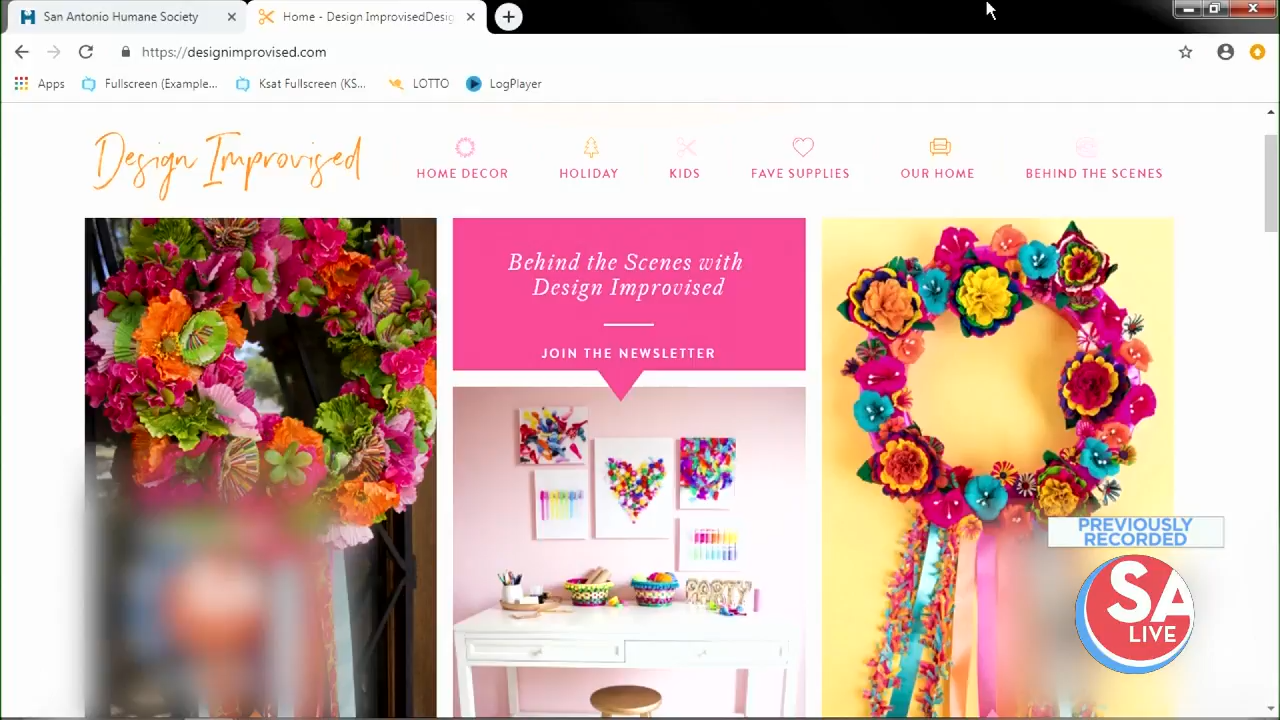 San Antonio Humane Society
Home - Design ImprovisedDesig
https://designimprovised.com
Apps
Fullscreen (Example...
Ksat Fullscreen (KS...
LOTTO
LogPlayer
Design Improvised
HOME DECOR
HOLIDAY
KIDS
FAVE SUPPLIES
OUR HOME
BEHIND THE SCENES
Behind the Scenes with
Design Improvised
JOIN THE NEWSLETTER
PARTY
PREVIOUSLY
RECORDED
SA
LIVE